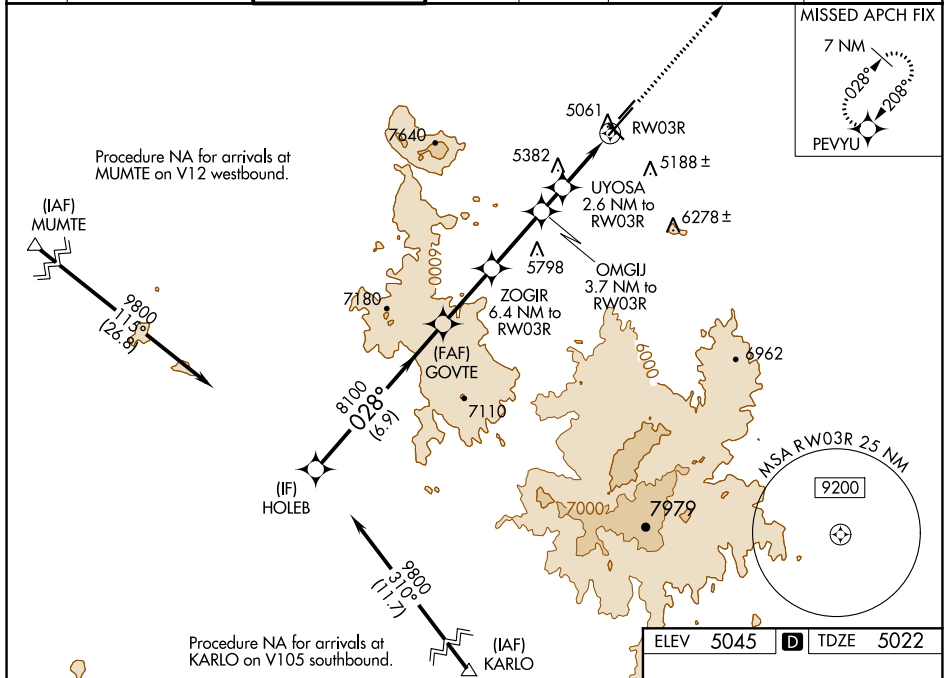 MISSED APCH FIX
7 NM
028°
208°
PEVYU
5061
RW03R
7640
5382
5188 ±
Procedure NA for arrivals at
MUMTE on V12 westbound.
UYOSA
2.6 NM to
RW03R
(IAF)
MUMTE
6278 ±
6000
5798
OMGIJ
3.7 NM to
RW03R
ZOGIR
6.4 NM to
RW03R
7180
9800
115°
(26.8)
(FAF)
GOVTE
6000
6962
8100
028°
(6.9)
7110
MSA RW03R 25 NM
9200
(IF)
HOLEB
7000
7979
9800
310°
(11.7)
Procedure NA for arrivals at
KARLO on V105 southbound.
(IAF)
KARLO
ELEV 5045 D TDZE 5022